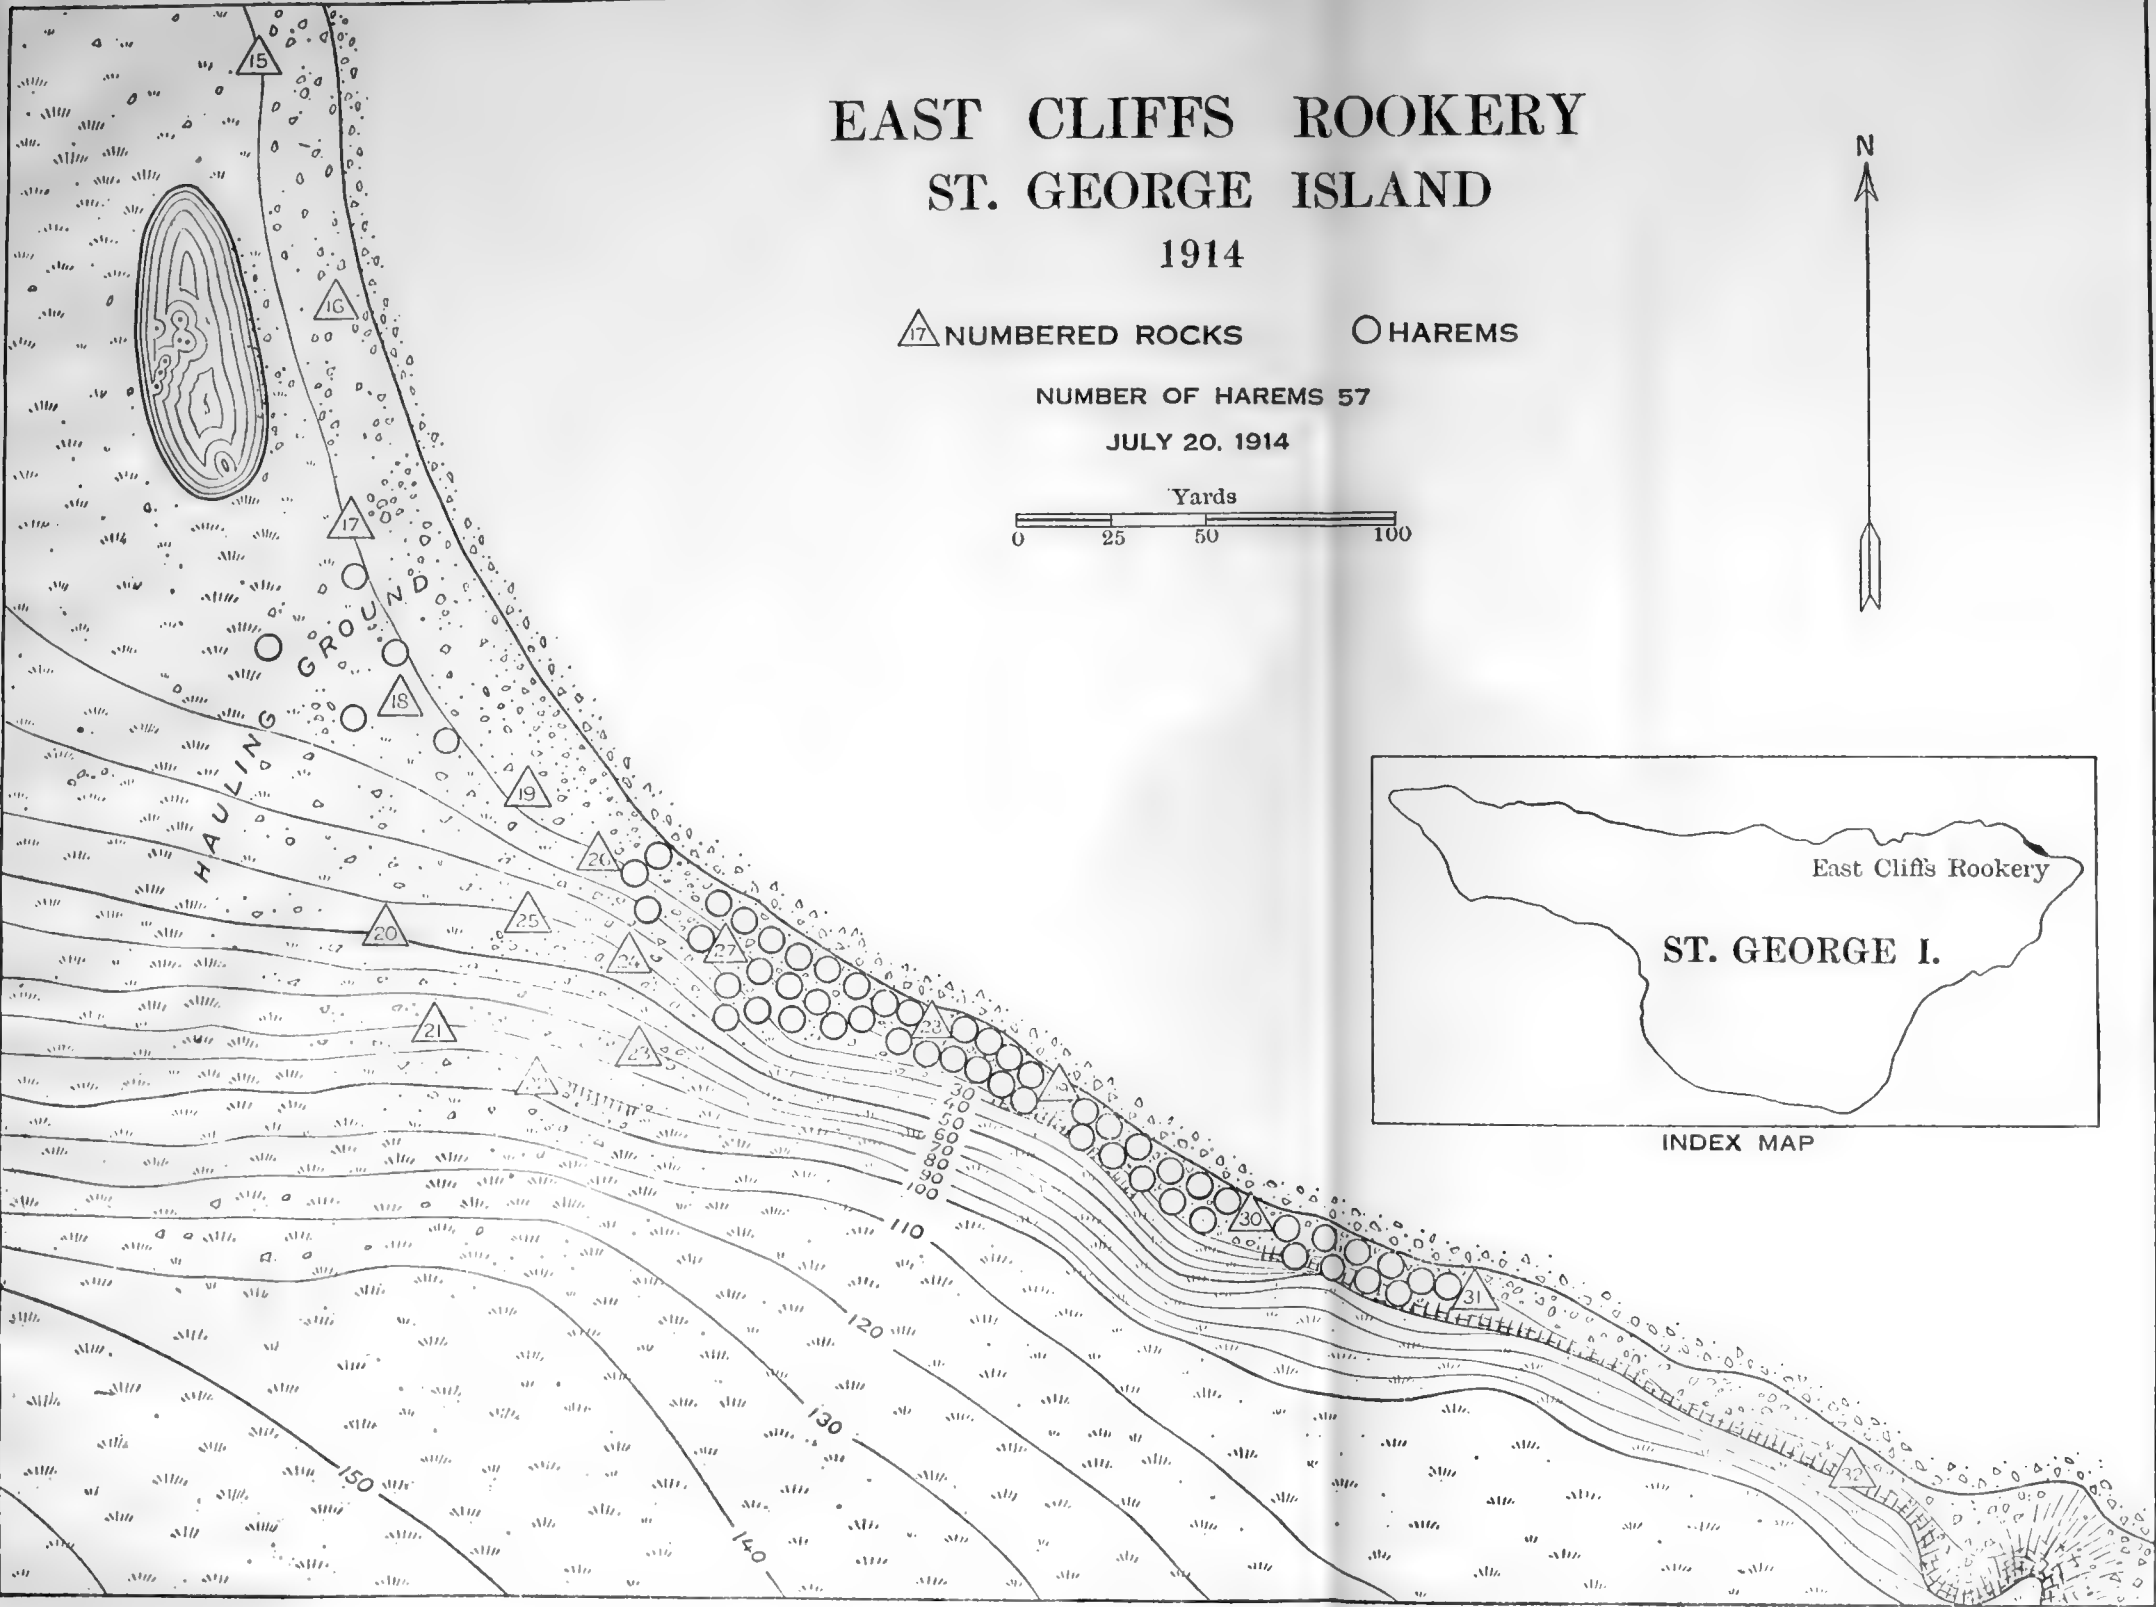 EAST CLIFFS ROOKERY
ST. GEORGE ISLAND
1914
N
17 NUMBERED ROCKS
HAREMS
NUMBER OF HAREMS 57
JULY 20. 1914
Yards
0 25 50 100
15
16
17
HAULING GROUND
18
19
26
25
20
24
27
21
23
22
28
29
30
31
32
30
40
50
60
70
80
90
100
110
120
130
140
150
East Cliffs Rookery
ST. GEORGE I.
INDEX MAP